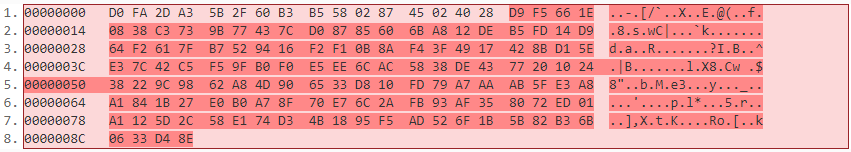 1. 00000000 D0 FA 2D A3 5B 2F 60 B3 B5 58 02 87 45 02 40 28 D9 F5 66 1E ..-.[/`..X..E.@(..f.
2. 00000014 08 38 C3 73 9B 77 43 7C D0 87 85 60 6B A8 12 DE B5 FD 14 D9 .8.s.wC|...`k.......
3. 00000028 64 F2 61 7F B7 52 94 16 F2 F1 0B 8A AF 4F 3F 49 17 42 8B D1 5E d.a..R.......?I.B..^
4. 0000003C E3 7C 42 C5 F5 9F B0 F0 E5 EE 6C AC 58 38 DE 43 77 20 10 24 .|B.......l.X8.Cw .$
5. 00000050 38 22 9C 98 62 A8 4D 90 65 33 D8 10 FD 79 A7 AA AB 5F E3 A8 8"..b.M.e3...y..._..
6. 00000064 A1 84 1B 27 E0 B0 A7 8F 70 E7 6C 2A FB 93 AF 35 80 72 ED 01 ...'....p.l*...5.r..
7. 00000078 A1 12 5D 2C 58 E1 74 D3 4B 18 95 F5 AD 52 6F 1B 5B 82 B3 6B ..],X.t.K....Ro.[..k
8. 0000008C 06 33 D4 8E